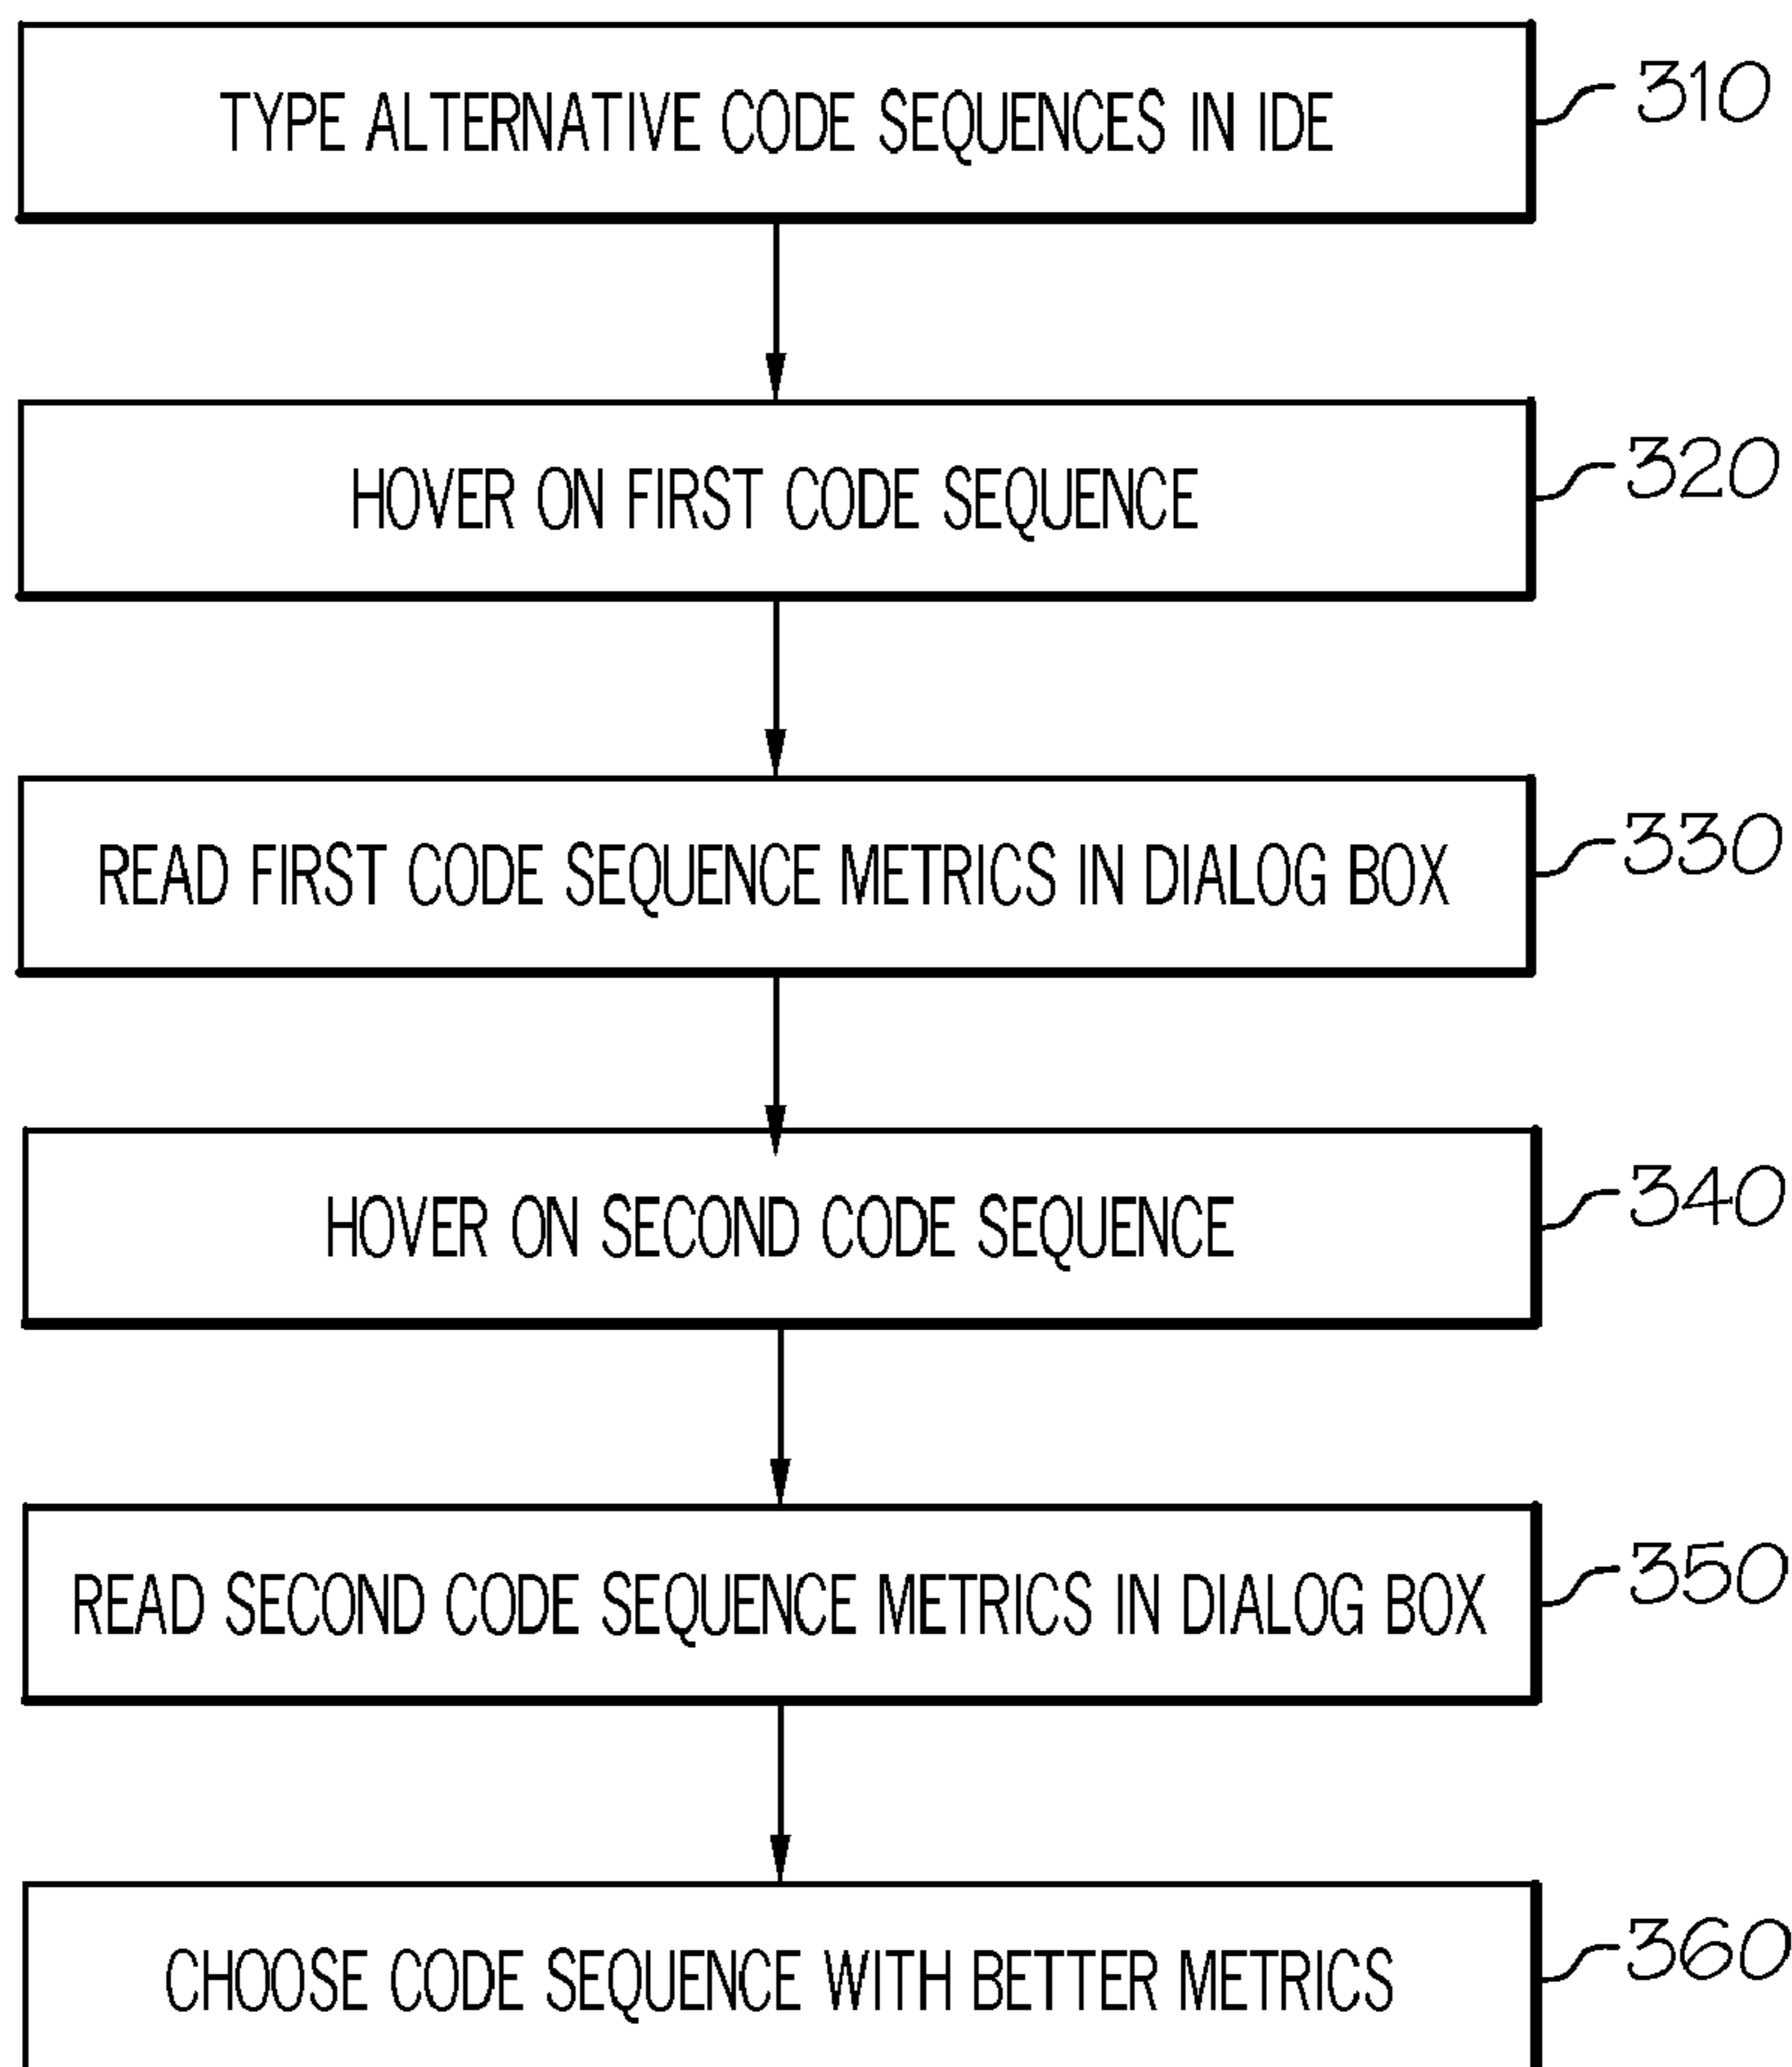 TYPE ALTERNATIVE CODE SEQUENCES IN IDE
310
HOVER ON FIRST CODE SEQUENCE
320
READ FIRST CODE SEQUENCE METRICS IN DIALOG BOX
330
HOVER ON SECOND CODE SEQUENCE
340
READ SECOND CODE SEQUENCE METRICS IN DIALOG BOX
350
CHOOSE CODE SEQUENCE WITH BETTER METRICS
360